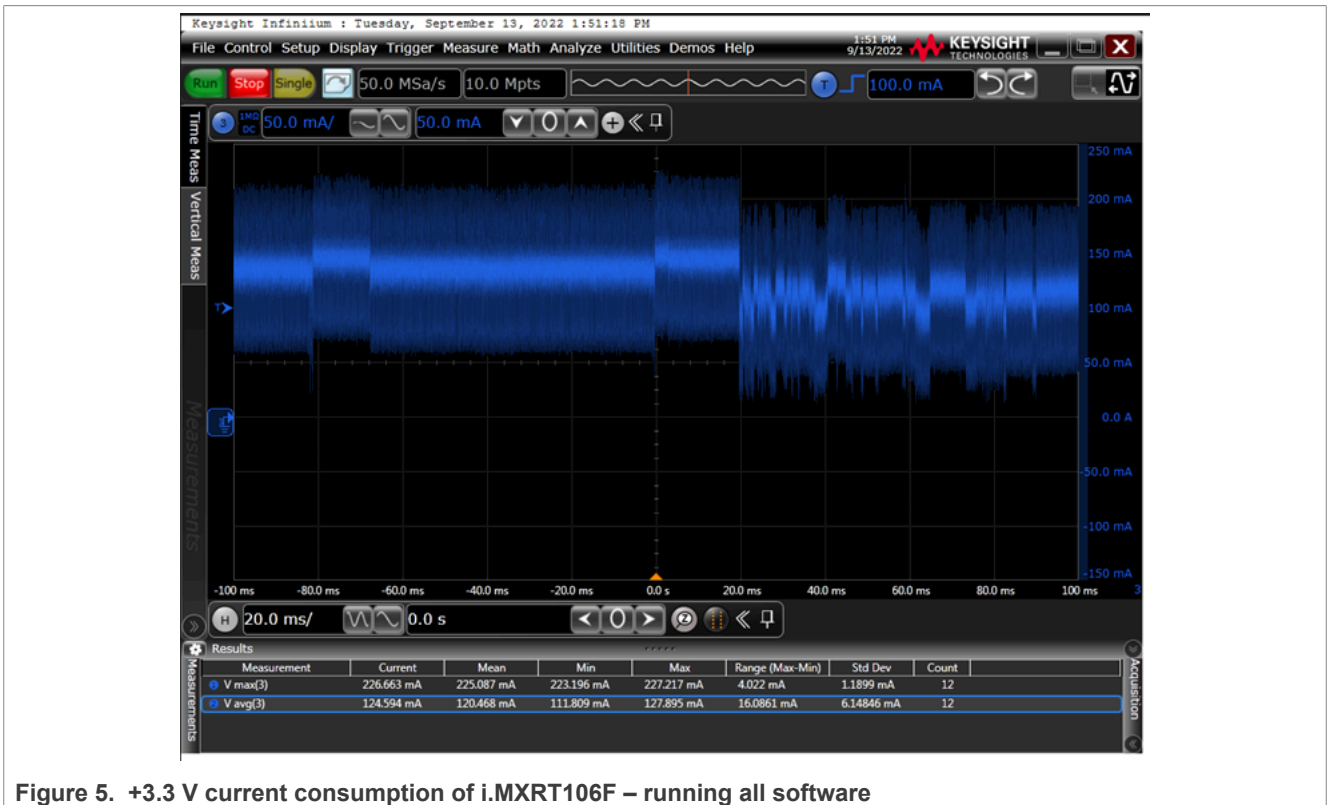 Keysight Infiniium : Tuesday, September 13, 2022 1:51:18 PM
File Control Setup Display Trigger Measure Math Analyze Utilities Demos Help
1:51 PM
9/13/2022
KEYSIGHT
TECHNOLOGIES
X
Run Stop Single 50.0 MSa/s 10.0 Mpts T 100.0 mA
3 1MΩ DC 50.0 mA/ 50.0 mA 0
Time Meas
Vertical Meas
Measurements
250 mA
200 mA
150 mA
T 100 mA
50.0 mA
0.0 A
-50.0 mA
-100 mA
-150 mA
-100 ms -80.0 ms -60.0 ms -40.0 ms -20.0 ms 0.0 s 20.0 ms 40.0 ms 60.0 ms 80.0 ms 100 ms 3
H 20.0 ms/ 0.0 s 0 Z
Results
Measurement Current Mean Min Max Range (Max-Min) Std Dev Count
1 V max(3) 226.663 mA 225.087 mA 223.196 mA 227.217 mA 4.022 mA 1.1899 mA 12
2 V avg(3) 124.594 mA 120.468 mA 111.809 mA 127.895 mA 16.0861 mA 6.14846 mA 12
Measurements
Acquisition
Figure 5. +3.3 V current consumption of i.MXRT106F – running all software